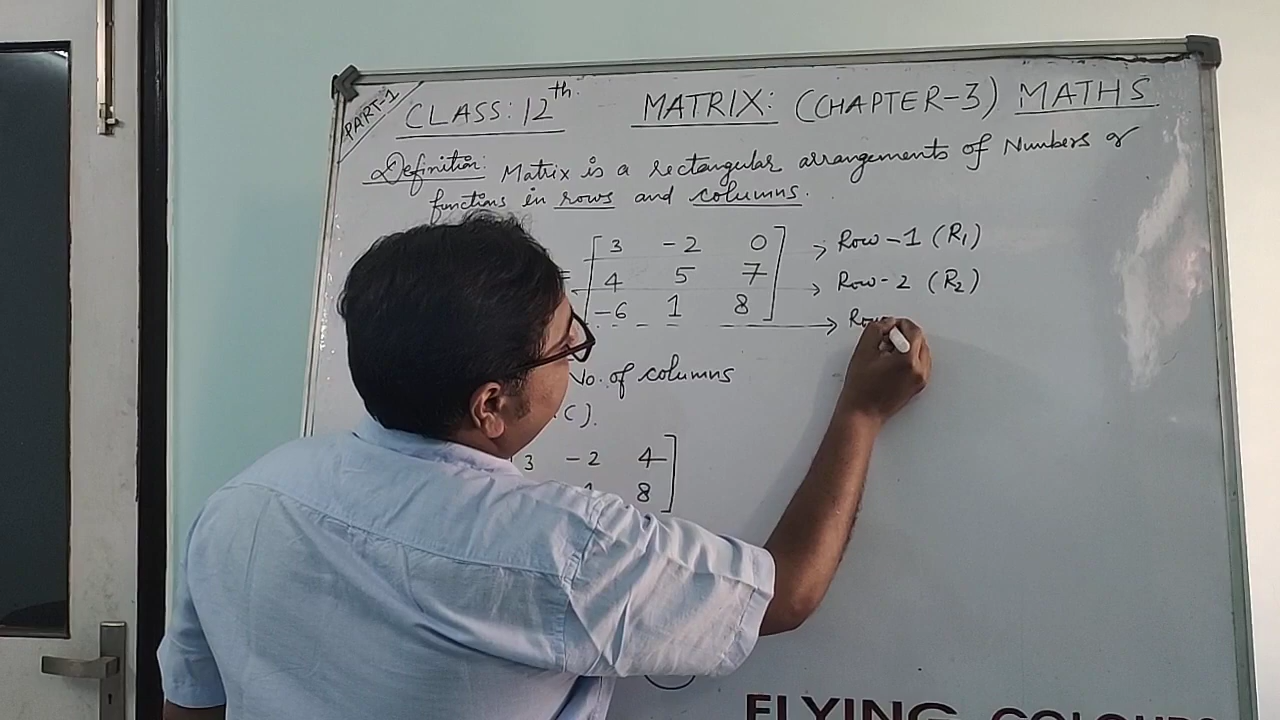 PART-1
CLASS: 12th. MATRIX: (CHAPTER-3) MATHS
Definition: Matrix is a rectangular arrangements of Numbers or
functions in rows and columns.
= [ 3 -2 0 ] → Row-1 (R1)
4 5 7 → Row-2 (R2)
-6 1 8 → Row
No. of columns
C).
3 -2 4
1 8
FLYING COLOURS